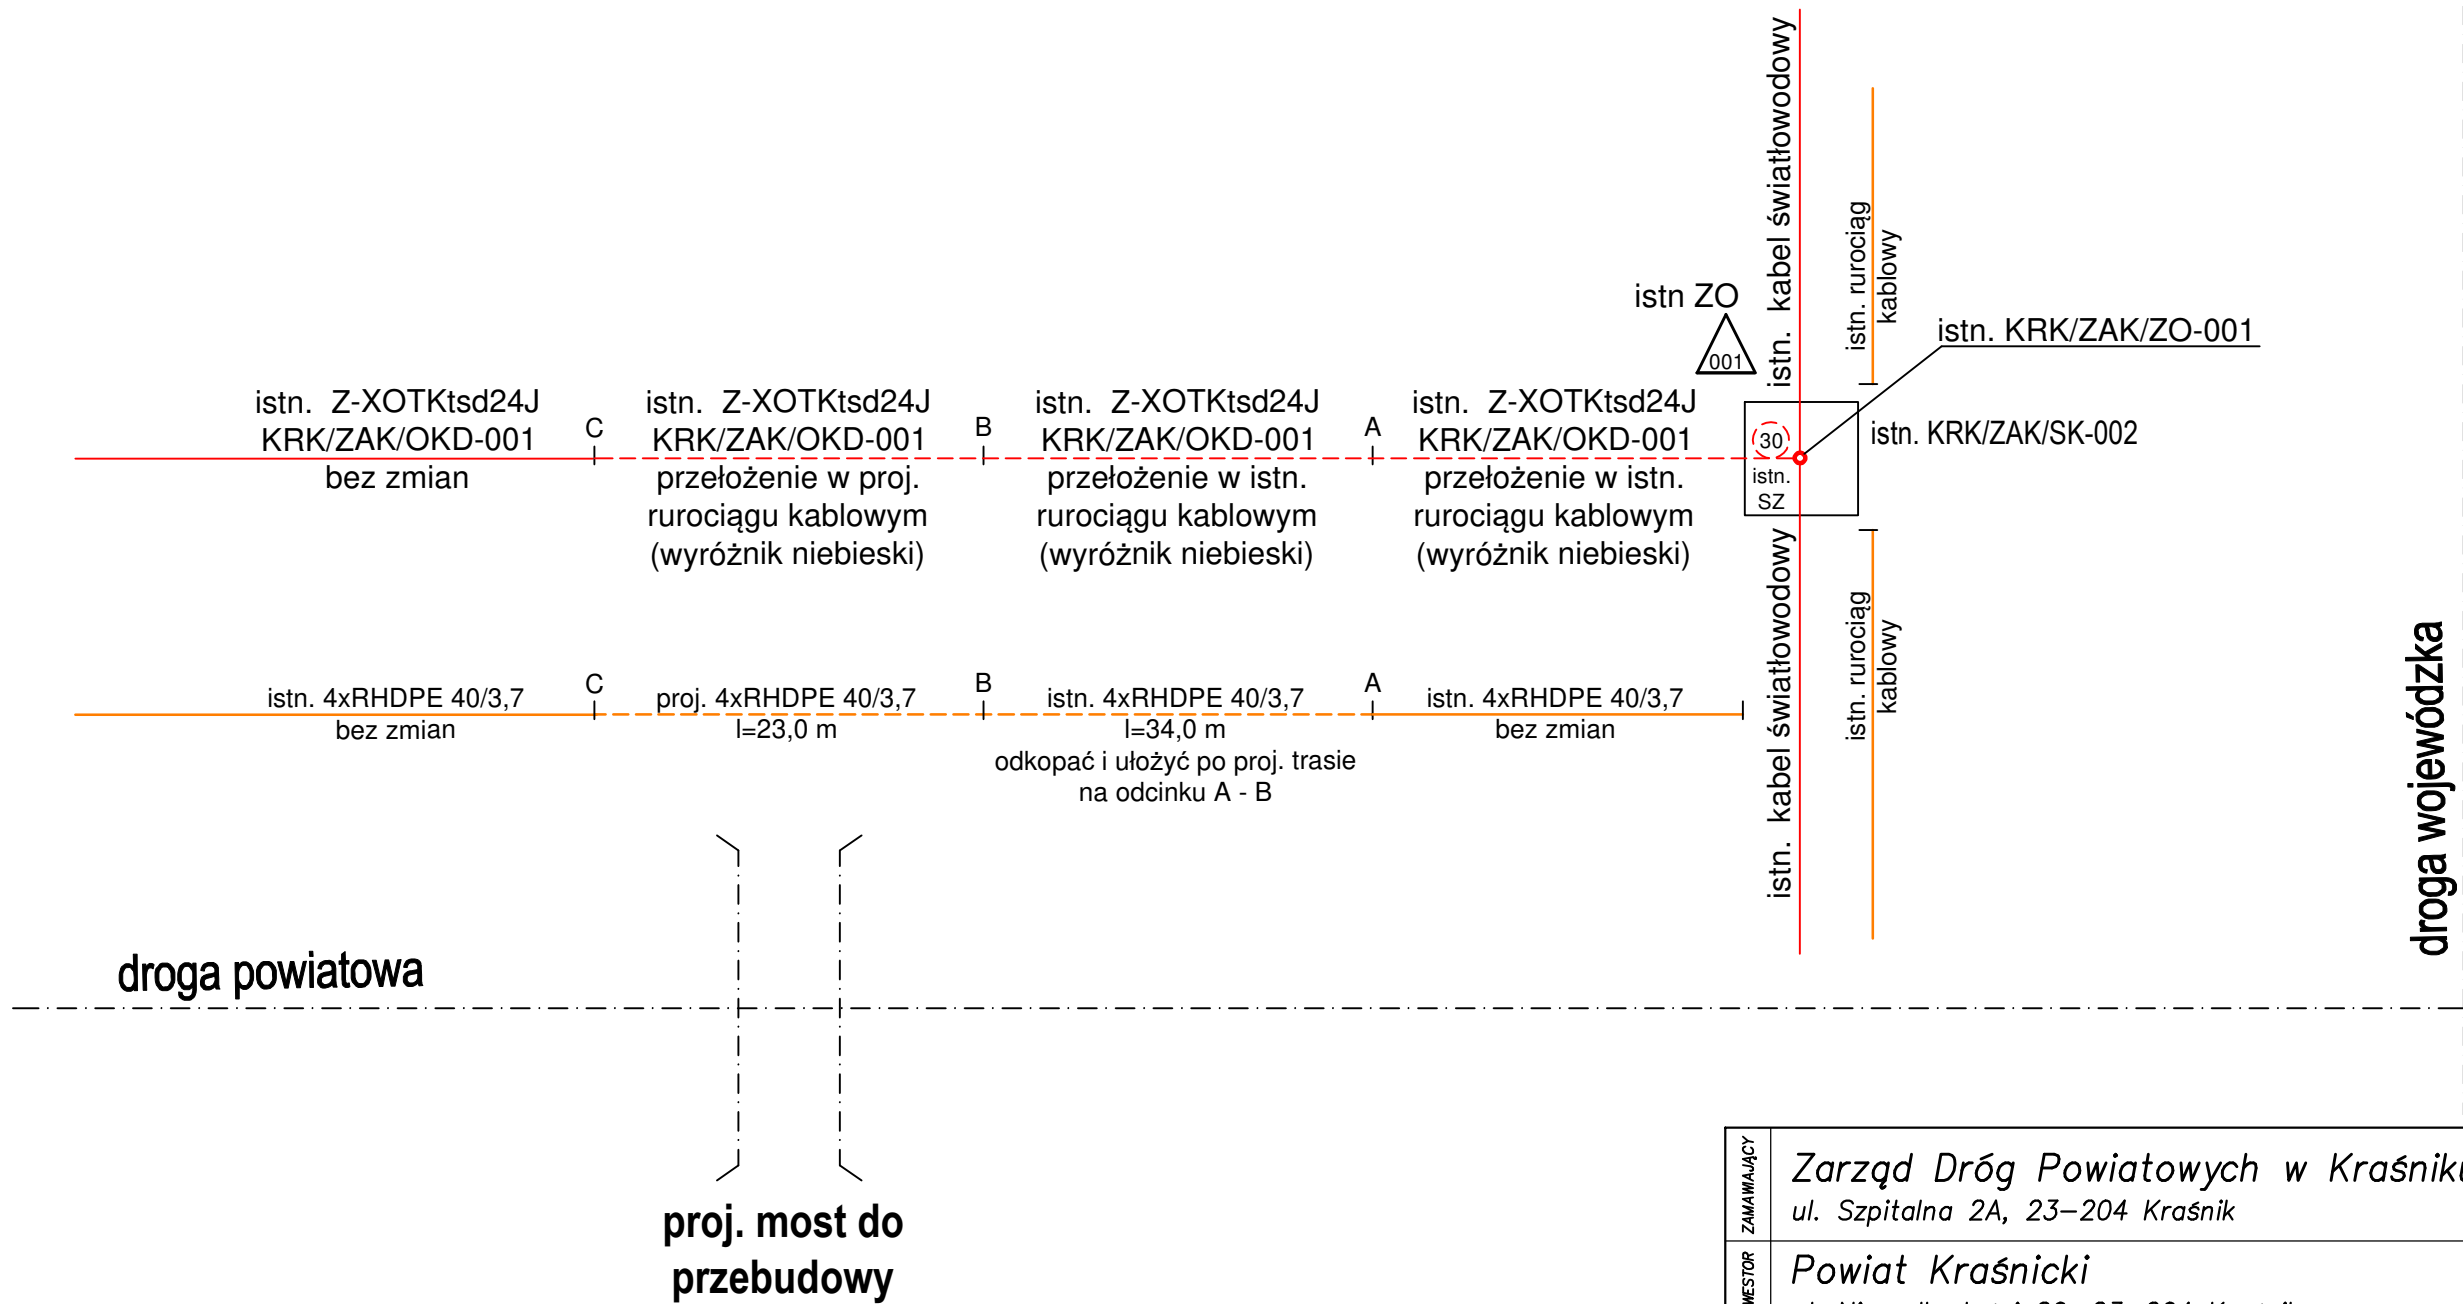 istn. kabel światłowodowy
istn. rurociąg
kablowy
istn ZO
001
istn. KRK/ZAK/ZO-001
istn. Z-XOTKtsd24J
KRK/ZAK/OKD-001
bez zmian
C
istn. Z-XOTKtsd24J
KRK/ZAK/OKD-001
przełożenie w proj.
rurociągu kablowym
(wyróżnik niebieski)
B
istn. Z-XOTKtsd24J
KRK/ZAK/OKD-001
przełożenie w istn.
rurociągu kablowym
(wyróżnik niebieski)
A
istn. Z-XOTKtsd24J
KRK/ZAK/OKD-001
przełożenie w istn.
rurociągu kablowym
(wyróżnik niebieski)
30
istn.
SZ
istn. KRK/ZAK/SK-002
istn. kabel światłowodowy
istn. rurociąg
kablowy
istn. 4xRHDPE 40/3,7
bez zmian
C
proj. 4xRHDPE 40/3,7
l=23,0 m
B
istn. 4xRHDPE 40/3,7
l=34,0 m
odkopać i ułożyć po proj. trasie
na odcinku A - B
A
istn. 4xRHDPE 40/3,7
bez zmian
droga wojewódzka
droga powiatowa
proj. most do
przebudowy
ZAMAWIAJĄCY
Zarząd Dróg Powiatowych w Kraśniku
ul. Szpitalna 2A, 23-204 Kraśnik
WESTOR
Powiat Kraśnicki